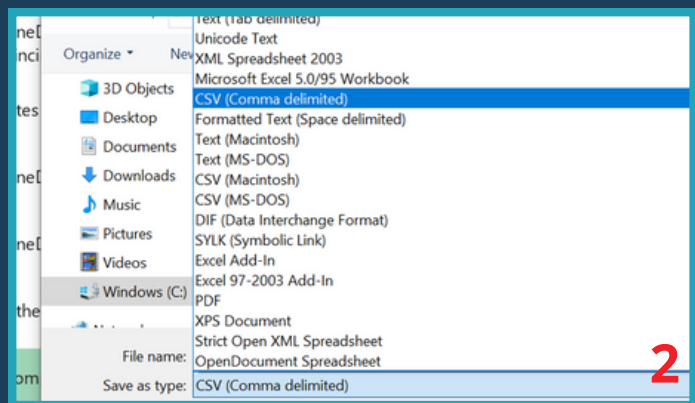 Text (Tab delimited)
Unicode Text
XML Spreadsheet 2003
Microsoft Excel 5.0/95 Workbook
CSV (Comma delimited)
Formatted Text (Space delimited)
Text (Macintosh)
Text (MS-DOS)
CSV (Macintosh)
CSV (MS-DOS)
DIF (Data Interchange Format)
SYLK (Symbolic Link)
Excel Add-In
Excel 97-2003 Add-In
PDF
XPS Document
Strict Open XML Spreadsheet
OpenDocument Spreadsheet
Organize
New
3D Objects
Desktop
Documents
Downloads
Music
Pictures
Videos
Windows (C:)
File name:
Save as type: CSV (Comma delimited)
2